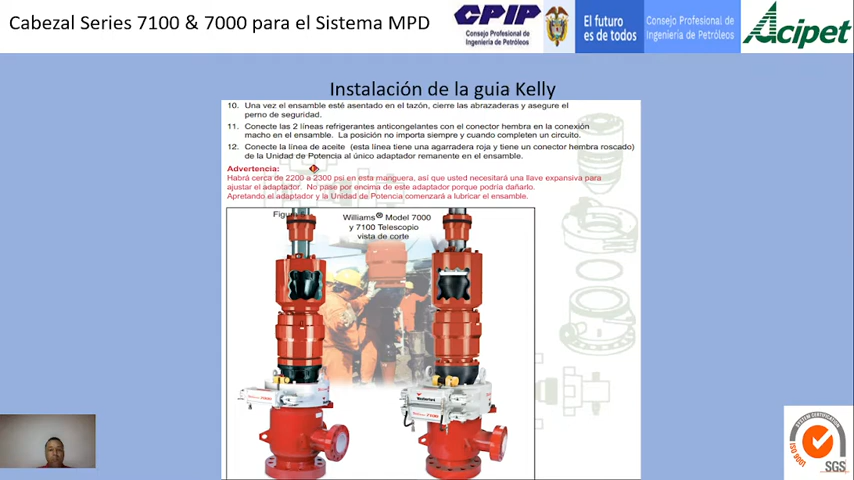 Cabezal Series 7100 & 7000 para el Sistema MPD
CPIP
Consejo Profesional de
Ingeniería de Petróleos
El futuro
es de todos
Consejo Profesional de
Ingeniería de Petróleos
Acipet
Instalación de la guia Kelly
10. Una vez el ensamble esté asentado en el tazón, cierre las abrazaderas y asegure el
perno de seguridad.
11. Conecte las 2 líneas refrigerantes anticongelantes con el conector hembra en la conexión
macho en el ensamble. La posición no importa siempre y cuando completen un circuito.
12. Conecte la línea de aceite (esta línea tiene una agarradera roja y tiene un conector hembra roscado)
de la Unidad de Potencia al único adaptador remanente en el ensamble.
Advertencia:
Habrá cerca de 2200 a 2300 psi en esta manguera, así que usted necesitará una llave expansiva para
ajustar el adaptador. No pase por encima de este adaptador porque podría dañarlo.
Apretando el adaptador y la Unidad de Potencia comenzará a lubricar el ensamble.
Williams® Model 7000
y 7100 Telescopio
vista de corte
ISO 9001
SGS